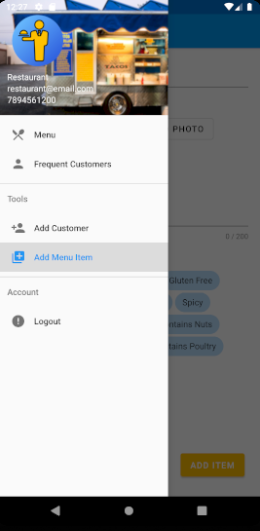 12:27
Restaurant
restaurant@email.com
7894561200
PHOTO
Menu
Frequent Customers
Tools
Add Customer
0 / 200
Add Menu Item
Gluten Free
Account
Spicy
Logout
ntains Nuts
tains Poultry
ADD ITEM